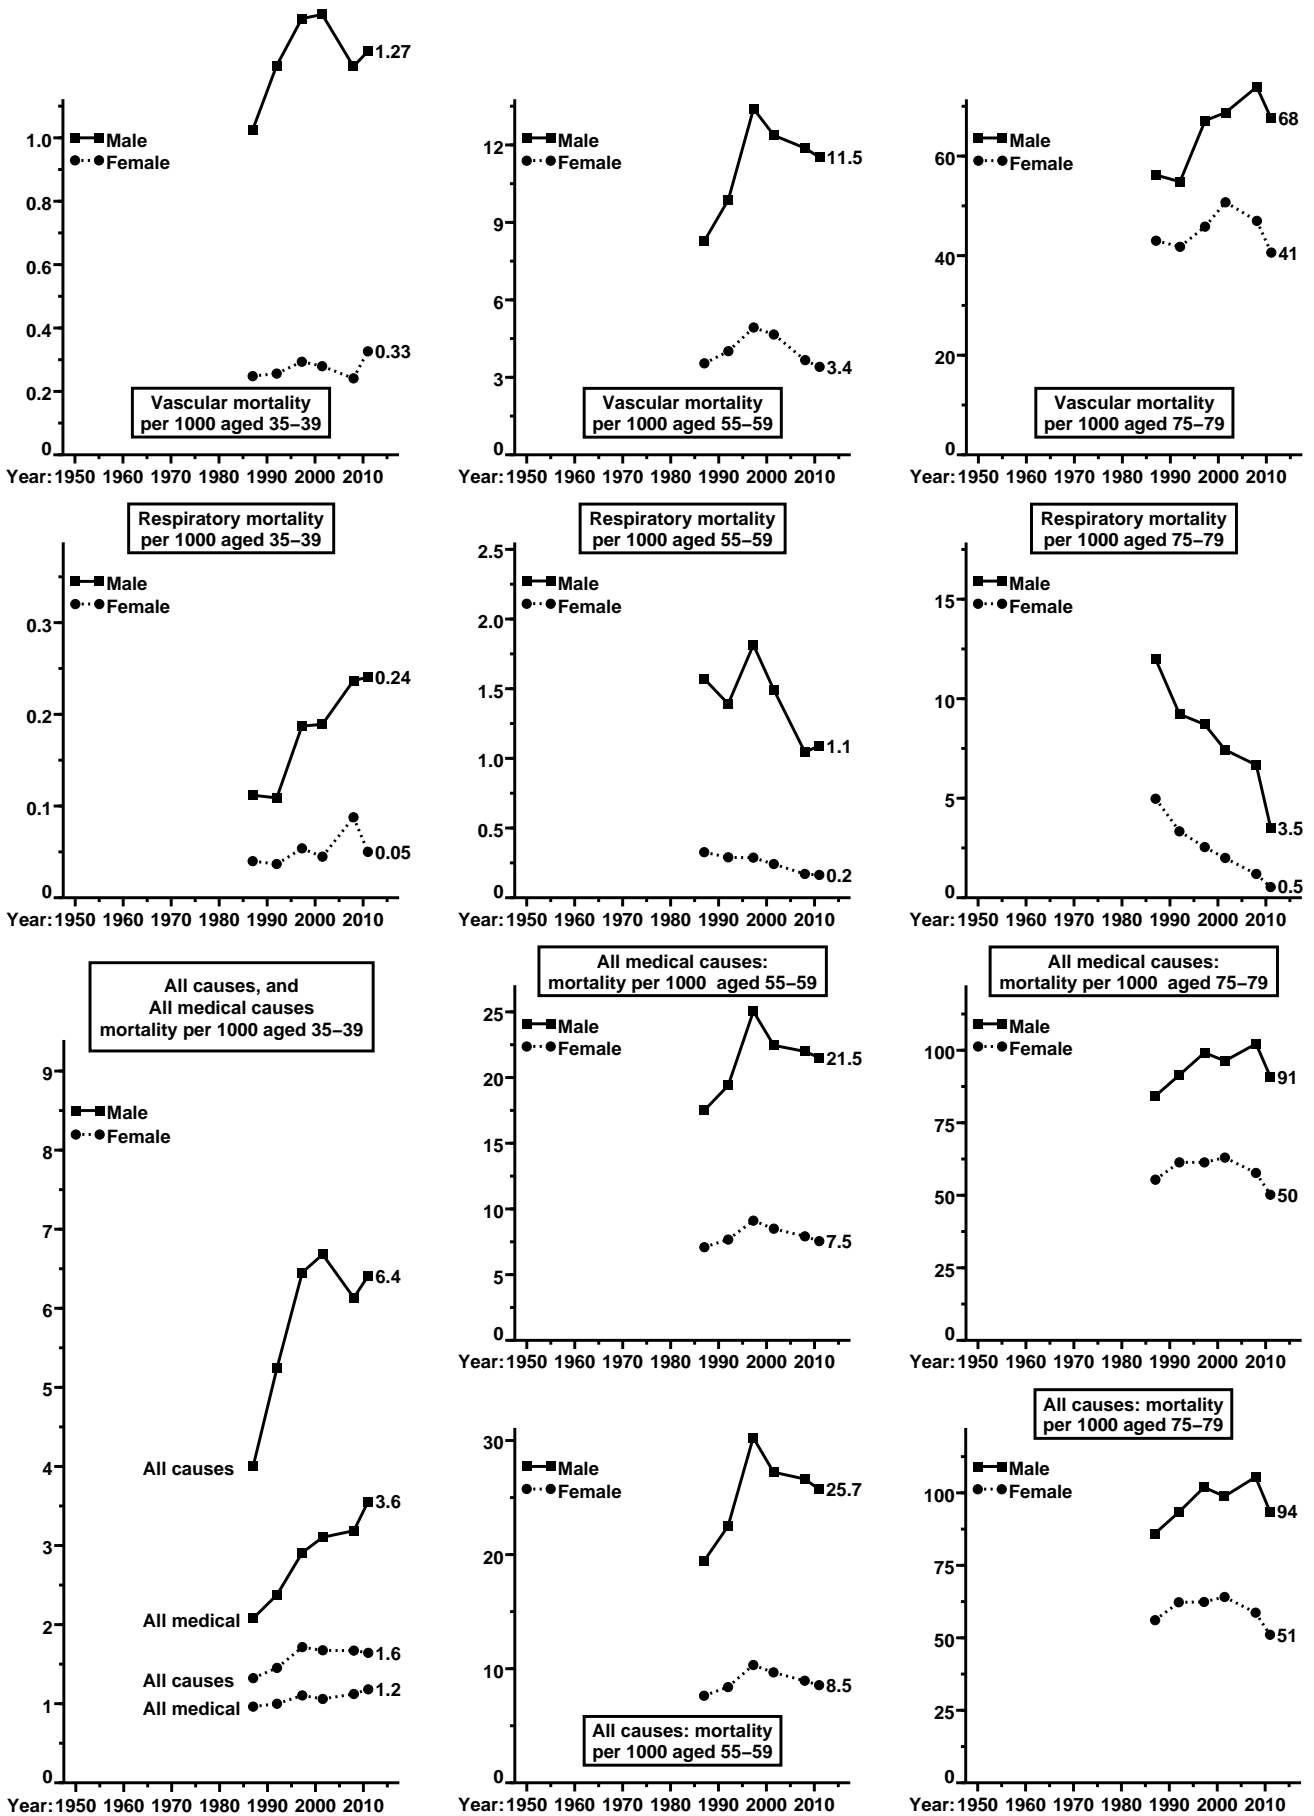 1.0
0.8
0.6
0.4
0.2
0
Male
Female
1.27
0.33
Vascular mortality
per 1000 aged 35–39
Year: 1950 1960 1970 1980 1990 2000 2010
12
9
6
3
0
Male
Female
11.5
3.4
Vascular mortality
per 1000 aged 55–59
Year: 1950 1960 1970 1980 1990 2000 2010
60
40
20
0
Male
Female
68
41
Vascular mortality
per 1000 aged 75–79
Year: 1950 1960 1970 1980 1990 2000 2010
Respiratory mortality
per 1000 aged 35–39
0.3
0.2
0.1
0
Male
Female
0.24
0.05
Year: 1950 1960 1970 1980 1990 2000 2010
Respiratory mortality
per 1000 aged 55–59
2.5
2.0
1.5
1.0
0.5
0
Male
Female
1.1
0.2
Year: 1950 1960 1970 1980 1990 2000 2010
Respiratory mortality
per 1000 aged 75–79
15
10
5
0
Male
Female
3.5
0.5
Year: 1950 1960 1970 1980 1990 2000 2010
All causes, and
All medical causes
mortality per 1000 aged 35–39
9
8
7
6
5
4
3
2
1
0
Male
Female
6.4
All causes
3.6
All medical
1.6
All causes
1.2
All medical
Year: 1950 1960 1970 1980 1990 2000 2010
All medical causes:
mortality per 1000 aged 55–59
25
20
15
10
5
0
Male
Female
21.5
7.5
Year: 1950 1960 1970 1980 1990 2000 2010
All medical causes:
mortality per 1000 aged 75–79
100
75
50
25
0
Male
Female
91
50
Year: 1950 1960 1970 1980 1990 2000 2010
30
20
10
0
Male
Female
25.7
8.5
All causes: mortality
per 1000 aged 55–59
Year: 1950 1960 1970 1980 1990 2000 2010
All causes: mortality
per 1000 aged 75–79
100
75
50
25
0
Male
Female
94
51
Year: 1950 1960 1970 1980 1990 2000 2010